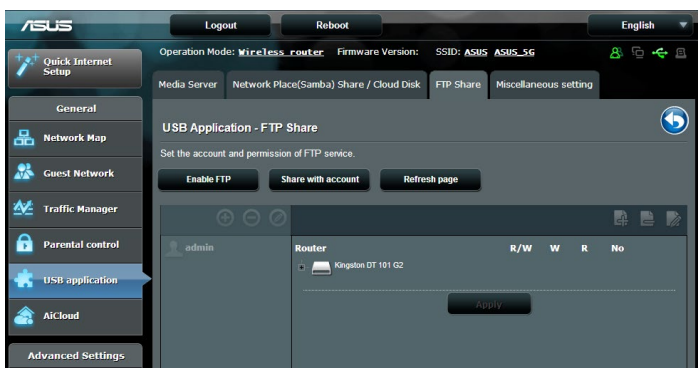 ASUS
Logout
Reboot
English
Quick Internet
Setup
Operation Mode: Wireless router Firmware Version: SSID: ASUS ASUS_5G
Media Server
Network Place(Samba) Share / Cloud Disk
FTP Share
Miscellaneous setting
General
Network Map
Guest Network
Traffic Manager
Parental control
USB application
AiCloud
Advanced Settings
USB Application - FTP Share
Set the account and permission of FTP service.
Enable FTP
Share with account
Refresh page
admin
Router R/W W R No
Kingston DT 101 G2
Apply